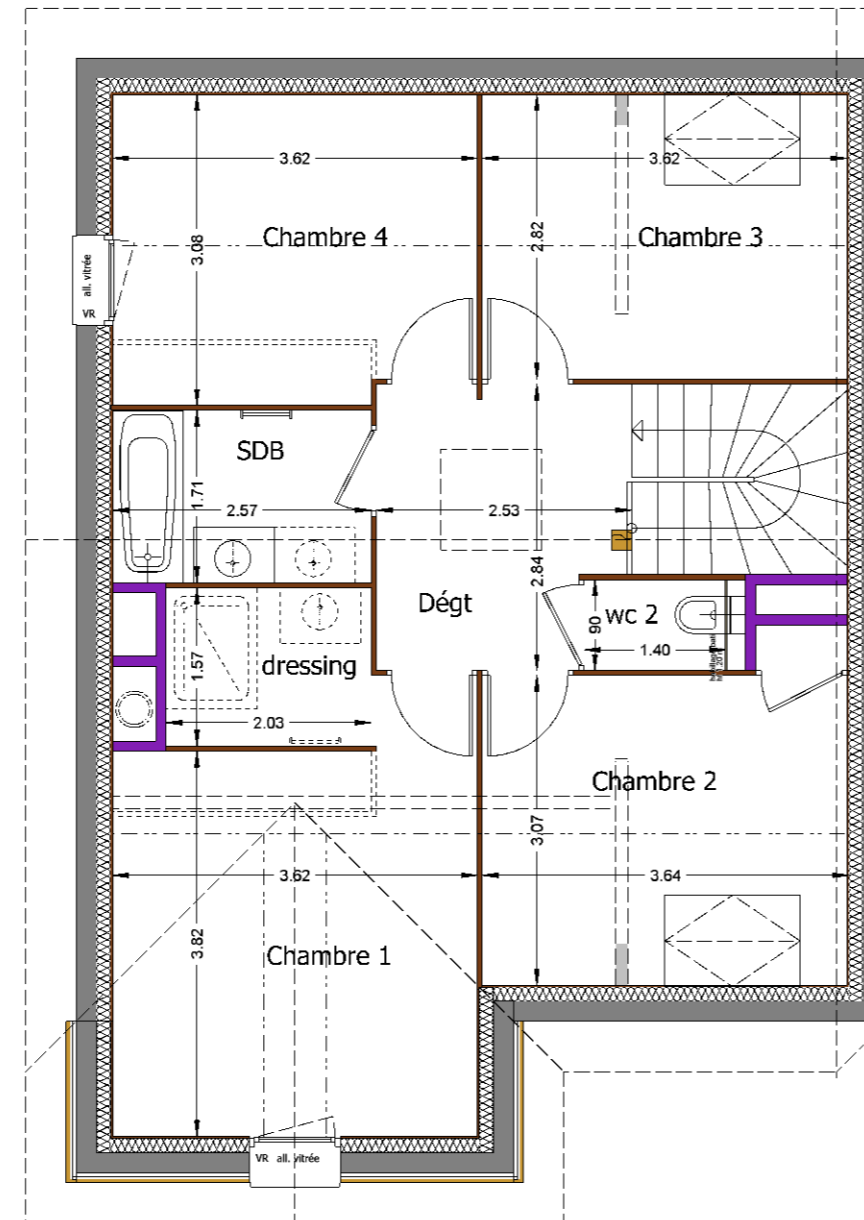 3.62
3.62
3.08
2.82
Chambre 4
Chambre 3
all. vitrée
VR
SDB
1.71
2.57
2.53
2.84
Dégt
90
wc 2
1.40
1.57
dressing
2.03
Chambre 2
3.07
3.62
3.64
3.82
Chambre 1
VR all. vitrée